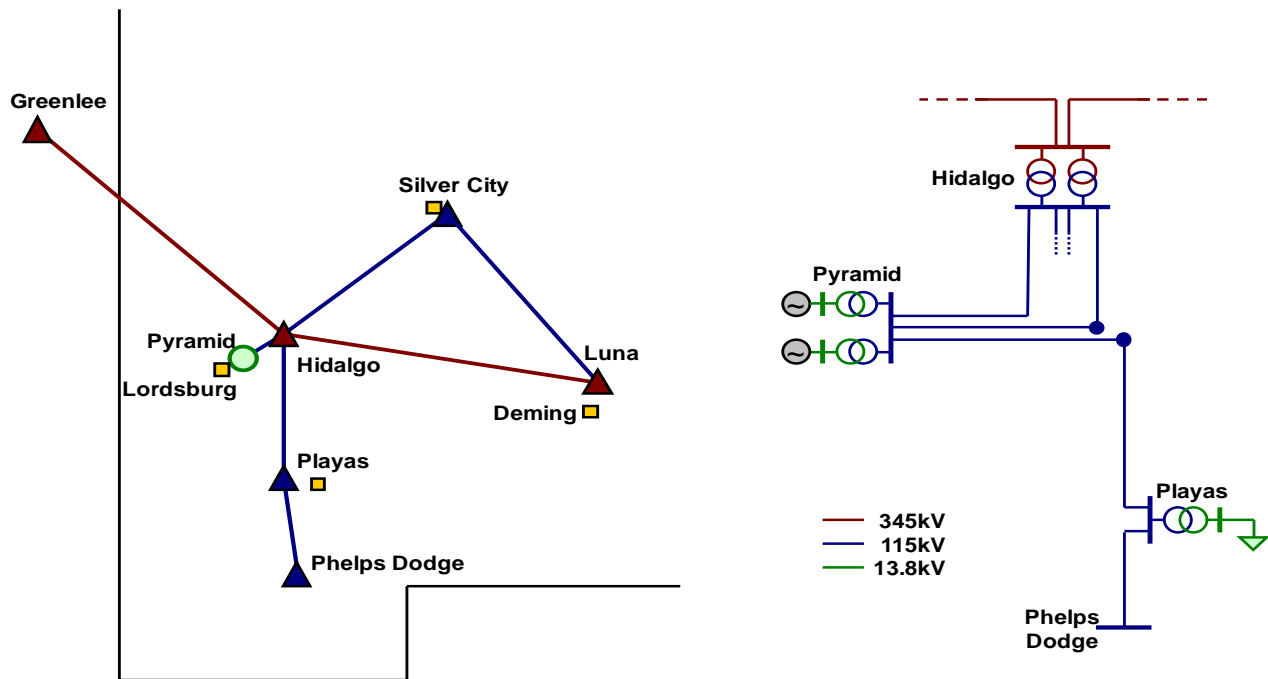 Greenlee
Silver City
Pyramid
Hidalgo
Lordsburg
Luna
Deming
Playas
Phelps Dodge
Hidalgo
Pyramid
~
~
Playas
345kV
115kV
13.8kV
Phelps
Dodge